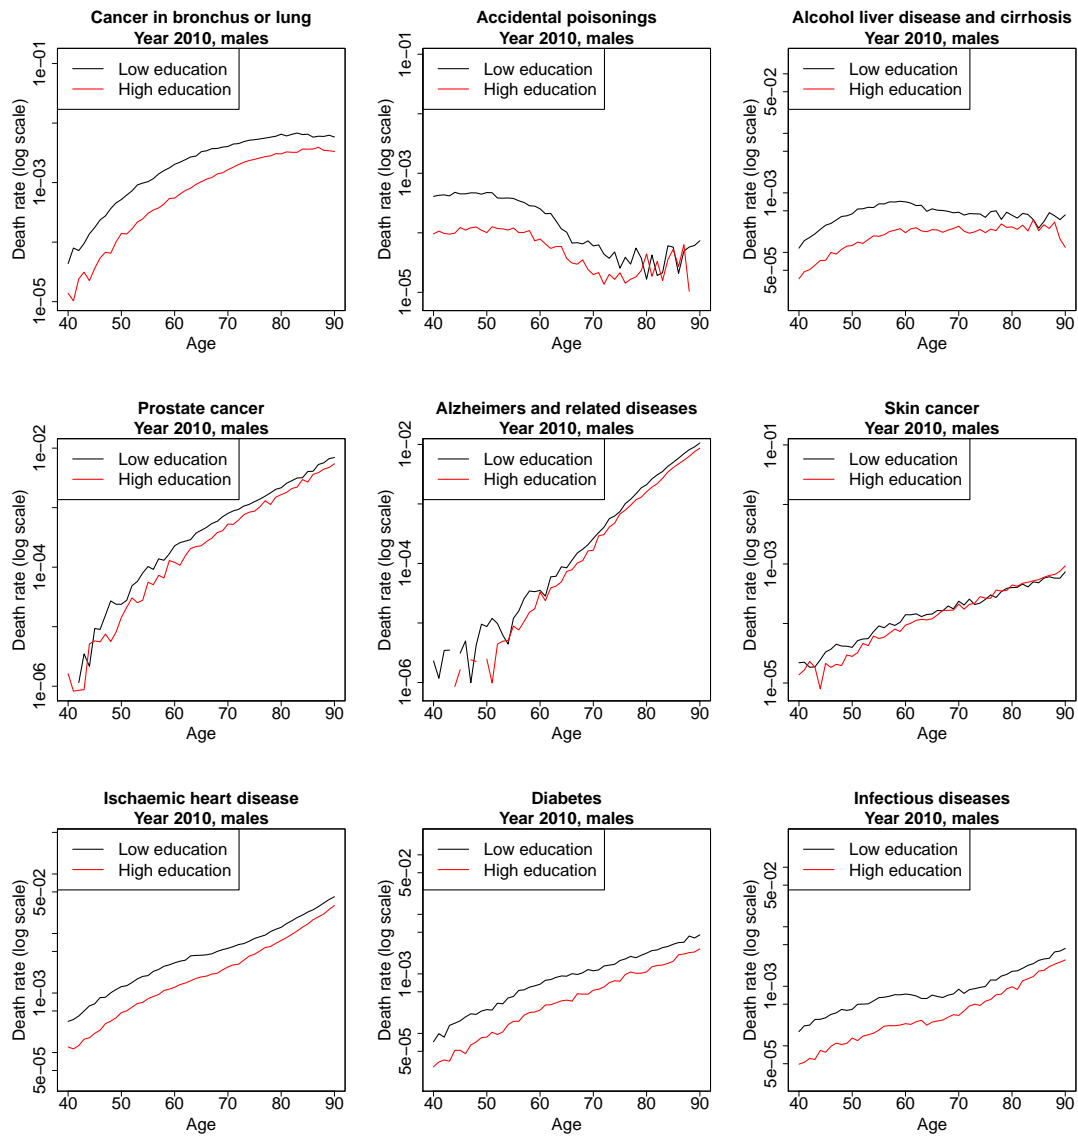 Cancer in bronchus or lung
Year 2010, males
Low education
High education
Death rate (log scale)
1e-01
1e-03
1e-05
40 50 60 70 80 90
Age
Accidental poisonings
Year 2010, males
Low education
High education
Death rate (log scale)
1e-01
1e-03
1e-05
40 50 60 70 80 90
Age
Alcohol liver disease and cirrhosis
Year 2010, males
Low education
High education
Death rate (log scale)
5e-02
1e-03
5e-05
40 50 60 70 80 90
Age
Prostate cancer
Year 2010, males
Low education
High education
Death rate (log scale)
1e-02
1e-04
1e-06
40 50 60 70 80 90
Age
Alzheimers and related diseases
Year 2010, males
Low education
High education
Death rate (log scale)
1e-02
1e-04
1e-06
40 50 60 70 80 90
Age
Skin cancer
Year 2010, males
Low education
High education
Death rate (log scale)
1e-01
1e-03
1e-05
40 50 60 70 80 90
Age
Ischaemic heart disease
Year 2010, males
Low education
High education
Death rate (log scale)
5e-02
1e-03
5e-05
40 50 60 70 80 90
Age
Diabetes
Year 2010, males
Low education
High education
Death rate (log scale)
5e-02
1e-03
5e-05
40 50 60 70 80 90
Age
Infectious diseases
Year 2010, males
Low education
High education
Death rate (log scale)
5e-02
1e-03
5e-05
40 50 60 70 80 90
Age